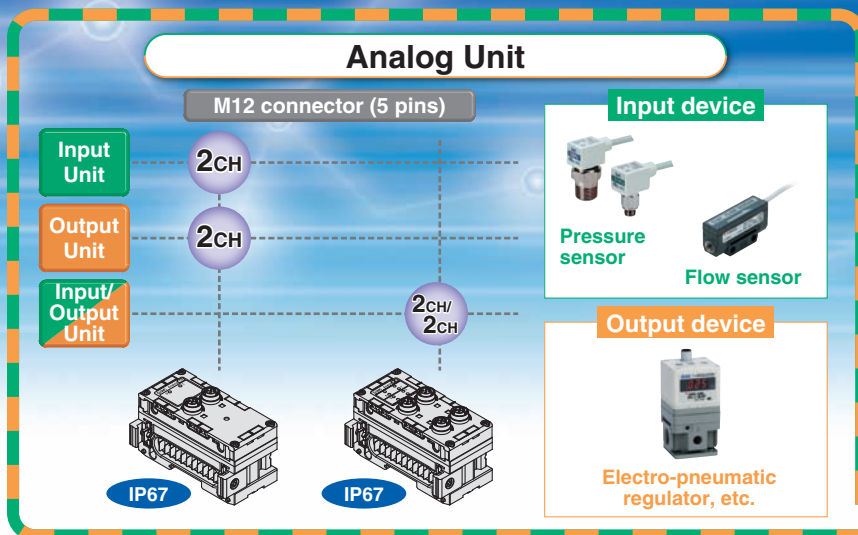 Analog Unit
M12 connector (5 pins)
Input
Unit
2CH
Output
Unit
2CH
Input/
Output
Unit
2CH/
2CH
IP67
IP67
Input device
Pressure
sensor
Flow sensor
Output device
Electro-pneumatic
regulator, etc.